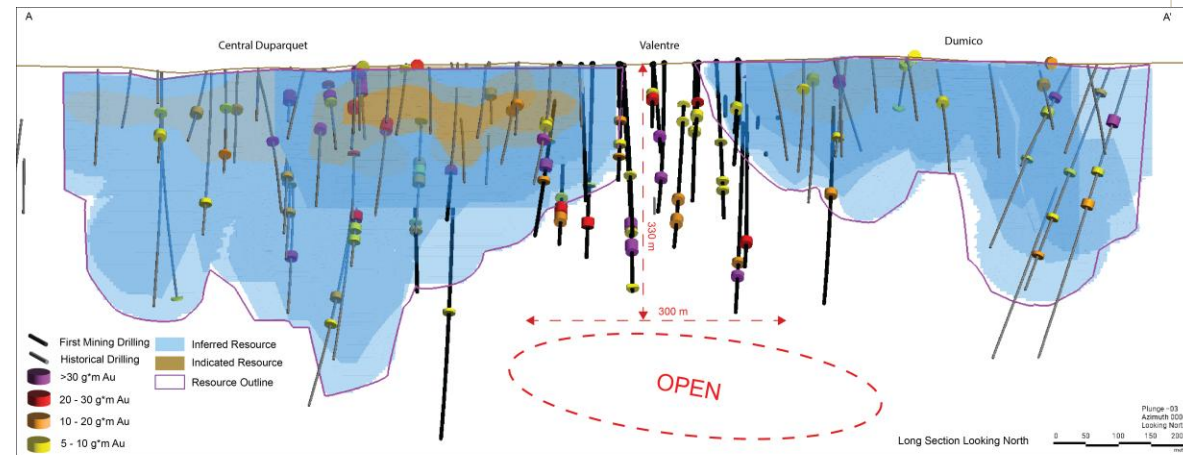 A
A'
Central Duparquet
Valentre
Dumico
330 m
300 m
OPEN
First Mining Drilling
Historical Drilling
>30 g*m Au
20 - 30 g*m Au
10 - 20 g*m Au
5 - 10 g*m Au
Inferred Resource
Indicated Resource
Resource Outline
Long Section Looking North
Plunge -03
Azimuth 000
Looking Nort
0 50 100 150 200